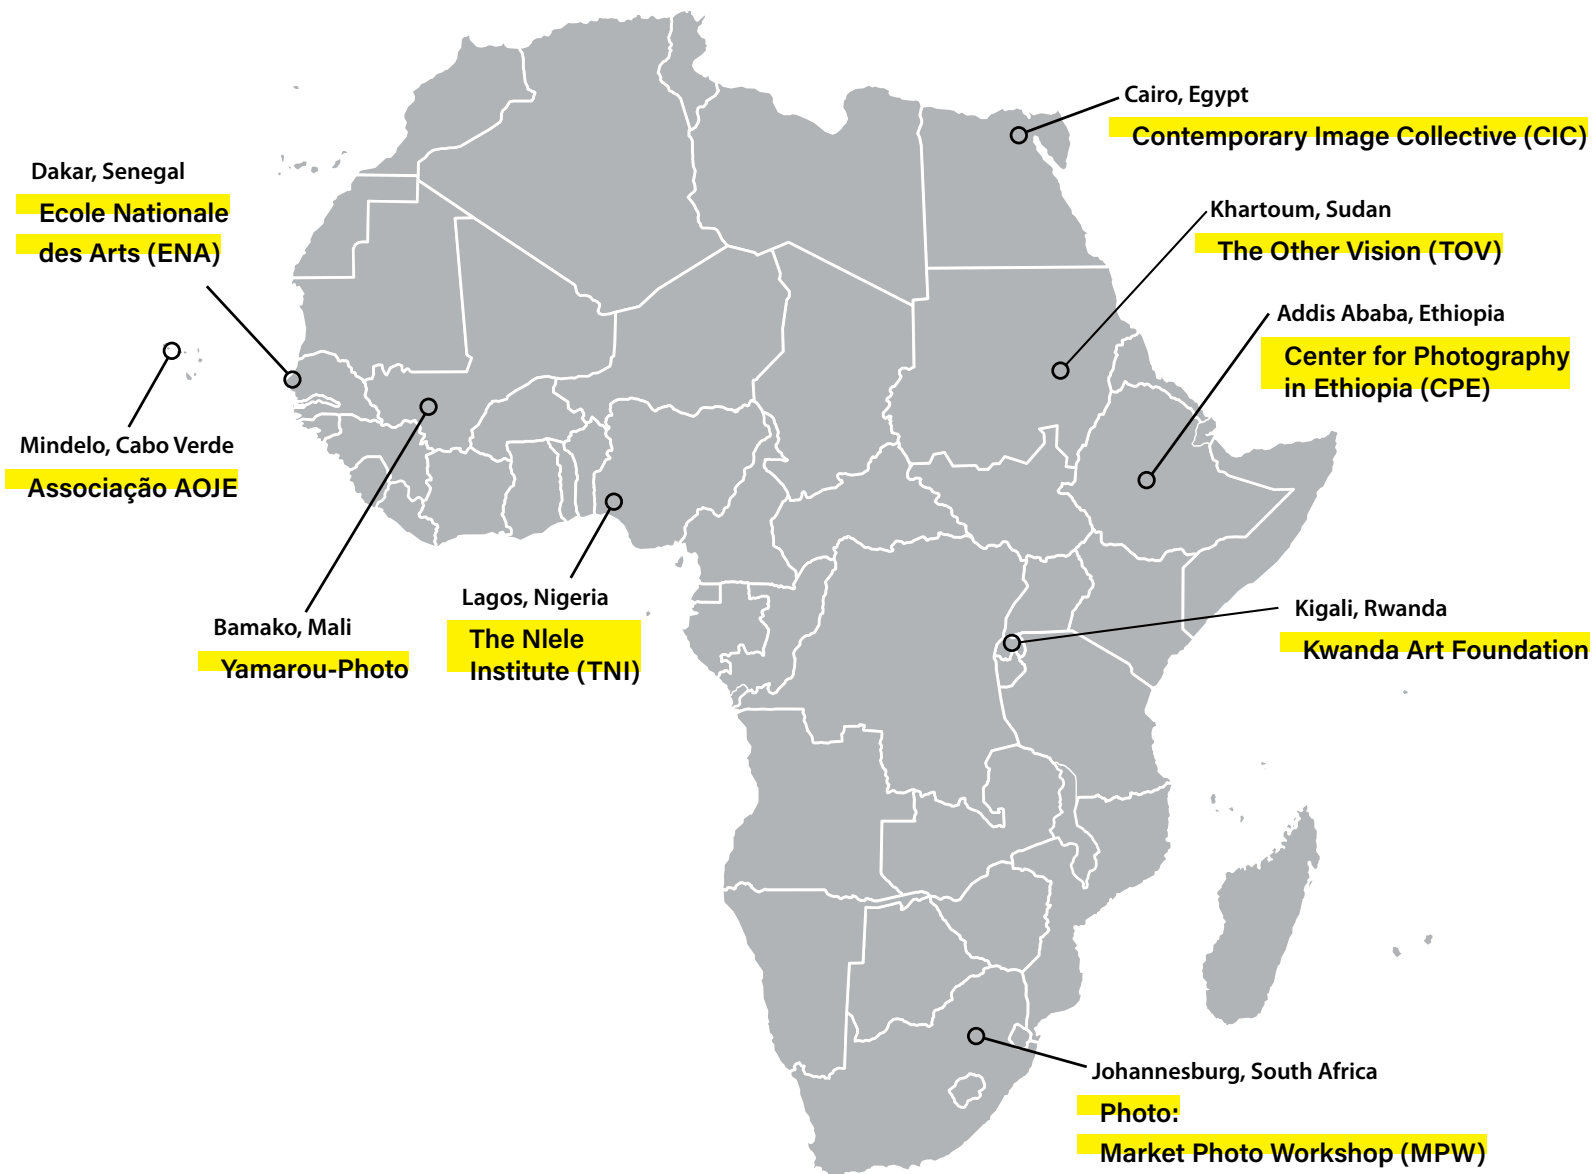 Cairo, Egypt
Contemporary Image Collective (CIC)
Dakar, Senegal
Ecole Nationale
des Arts (ENA)
Khartoum, Sudan
The Other Vision (TOV)
Addis Ababa, Ethiopia
Center for Photography
in Ethiopia (CPE)
Mindelo, Cabo Verde
Associação AOJE
Bamako, Mali
Yamarou-Photo
Lagos, Nigeria
The Nlele
Institute (TNI)
Kigali, Rwanda
Kwanda Art Foundation
Johannesburg, South Africa
Photo:
Market Photo Workshop (MPW)